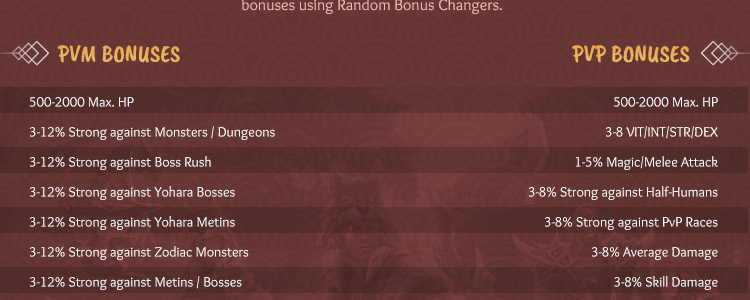 bonuses using Random Bonus Changers.
PVM BONUSES PVP BONUSES
500-2000 Max. HP 500-2000 Max. HP
3-12% Strong against Monsters / Dungeons 3-8 VIT/INT/STR/DEX
3-12% Strong against Boss Rush 1-5% Magic/Melee Attack
3-12% Strong against Yohara Bosses 3-8% Strong against Half-Humans
3-12% Strong against Yohara Metins 3-8% Strong against PvP Races
3-12% Strong against Zodiac Monsters 3-8% Average Damage
3-12% Strong against Metins / Bosses 3-8% Skill Damage